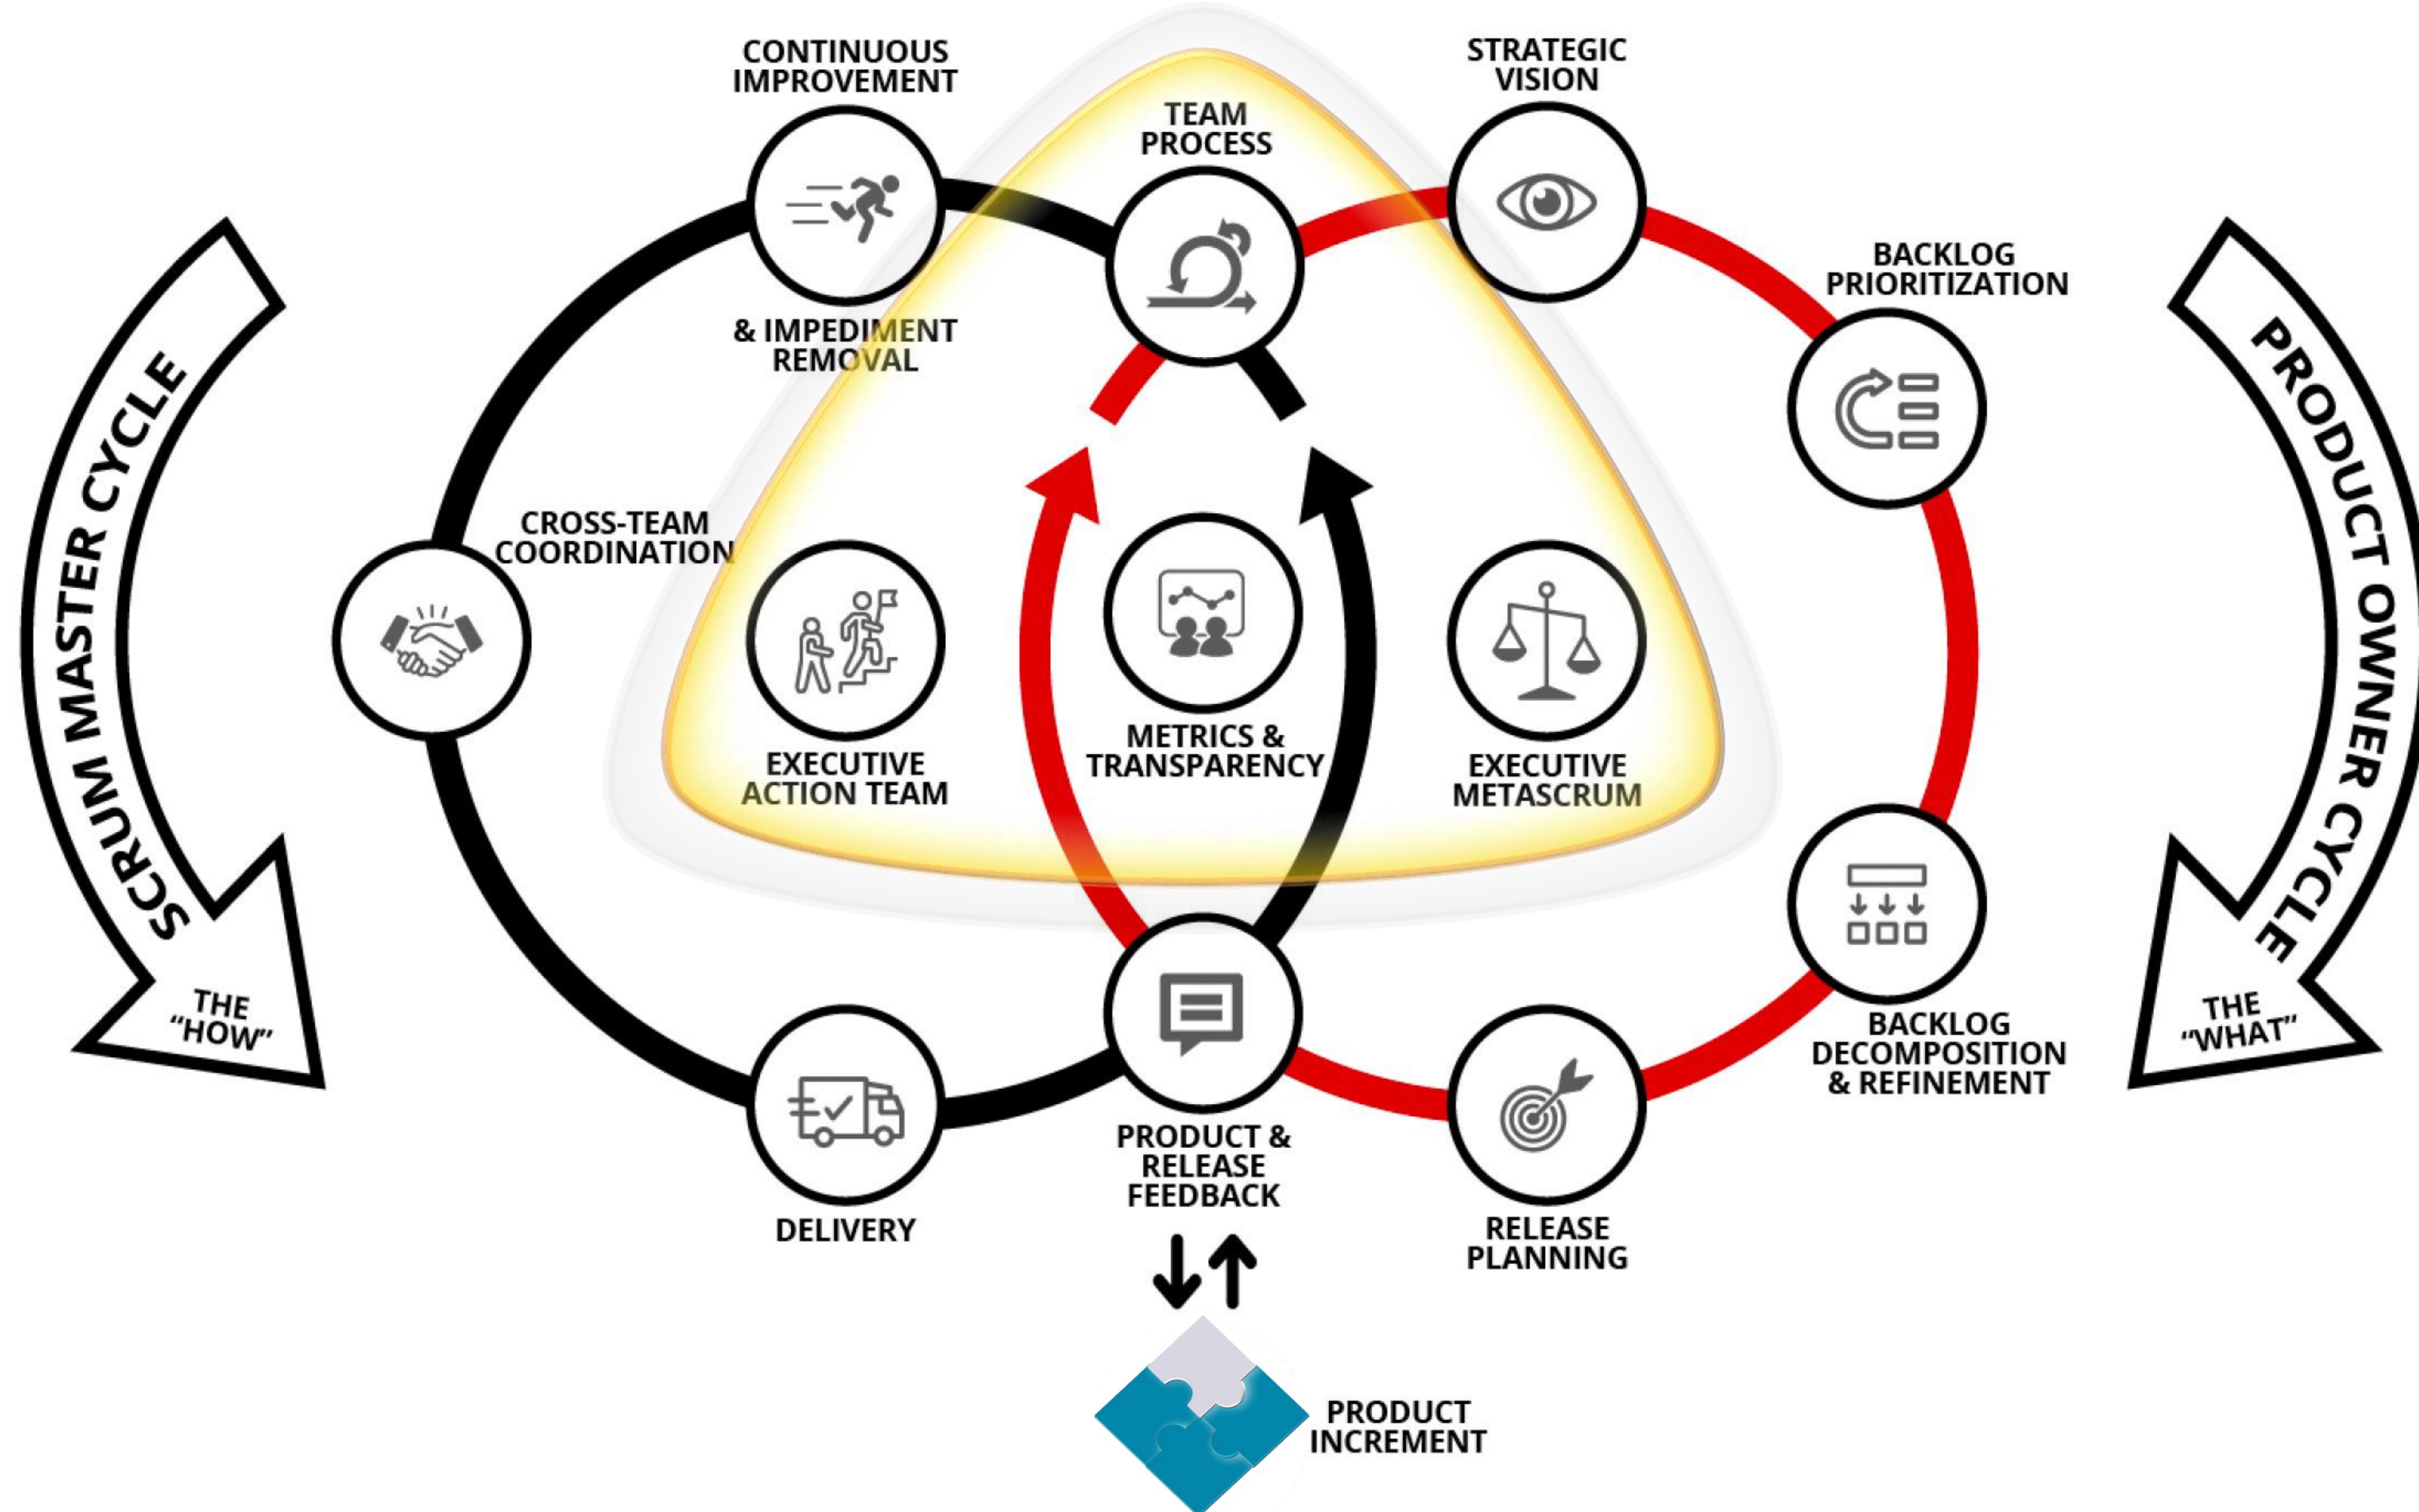 CONTINUOUS
IMPROVEMENT
& IMPEDIMENT
REMOVAL
TEAM
PROCESS
STRATEGIC
VISION
BACKLOG
PRIORITIZATION
SCRUM MASTER CYCLE
THE
“HOW”
PRODUCT OWNER CYCLE
THE
“WHAT”
CROSS-TEAM
COORDINATION
EXECUTIVE
ACTION TEAM
METRICS &
TRANSPARENCY
EXECUTIVE
METASCRUM
BACKLOG
DECOMPOSITION
& REFINEMENT
DELIVERY
PRODUCT &
RELEASE
FEEDBACK
RELEASE
PLANNING
PRODUCT
INCREMENT